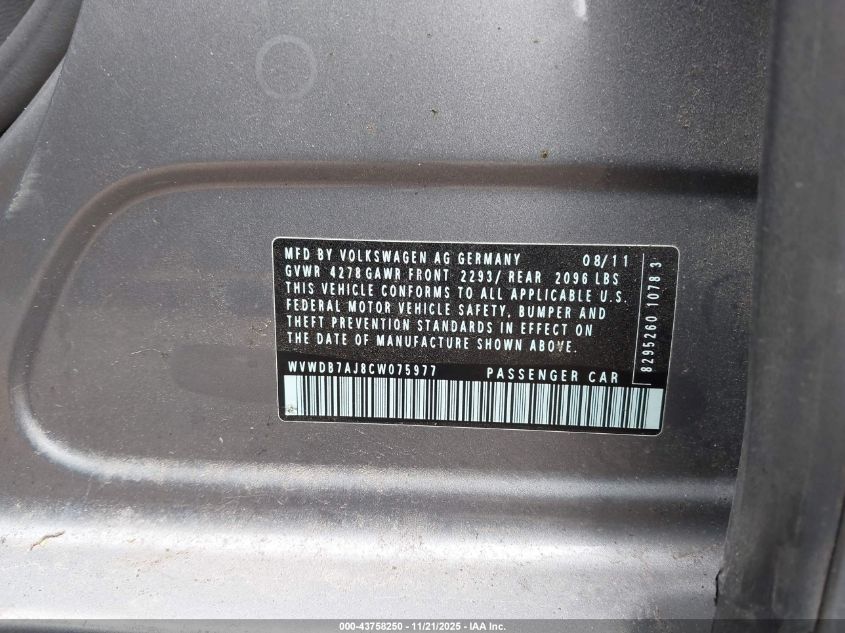 MFD BY VOLKSWAGEN AG GERMANY 08/11
GVWR 4278 GAWR FRONT 2293/ REAR 2096 LBS
THIS VEHICLE CONFORMS TO ALL APPLICABLE U.S.
FEDERAL MOTOR VEHICLE SAFETY, BUMPER AND
THEFT PREVENTION STANDARDS IN EFFECT ON
THE DATE OF MANUFACTURE SHOWN ABOVE.
WVWDB7AJ8CW075977 PASSENGER CAR
8295260 1078 3
000-43758250 - 11/21/2025 - IAA Inc.